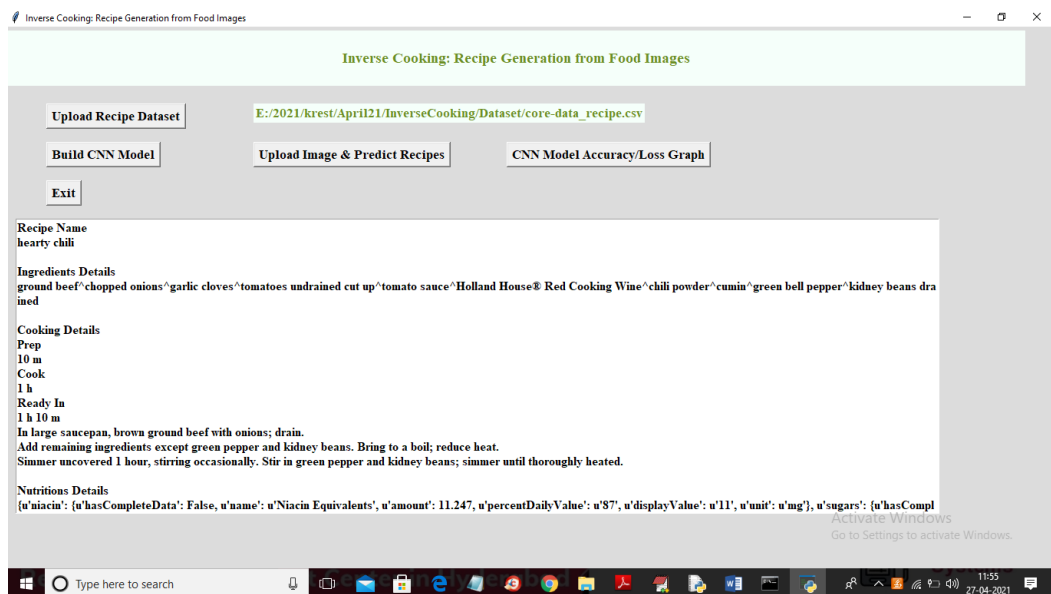 Inverse Cooking: Recipe Generation from Food Images
Inverse Cooking: Recipe Generation from Food Images
Upload Recipe Dataset
E:/2021/krest/April21/InverseCooking/Dataset/core-data_recipe.csv
Build CNN Model
Upload Image & Predict Recipes
CNN Model Accuracy/Loss Graph
Exit
Recipe Name
hearty chili
Ingredients Details
ground beef^chopped onions^garlic cloves^tomatoes undrained cut up^tomato sauce^Holland House® Red Cooking Wine^chili powder^cumin^green bell pepper^kidney beans dra
ined
Cooking Details
Prep
10 m
Cook
1 h
Ready In
1 h 10 m
In large saucepan, brown ground beef with onions; drain.
Add remaining ingredients except green pepper and kidney beans. Bring to a boil; reduce heat.
Simmer uncovered 1 hour, stirring occasionally. Stir in green pepper and kidney beans; simmer until thoroughly heated.
Nutritions Details
{u'niacin': {u'hasCompleteData': False, u'name': u'Niacin Equivalents', u'amount': 11.247, u'percentDailyValue': u'87', u'displayValue': u'11', u'unit': u'mg'}, u'sugars': {u'hasCompl
Activate Windows
Go to Settings to activate Windows.
Type here to search
11:55
27-04-2021